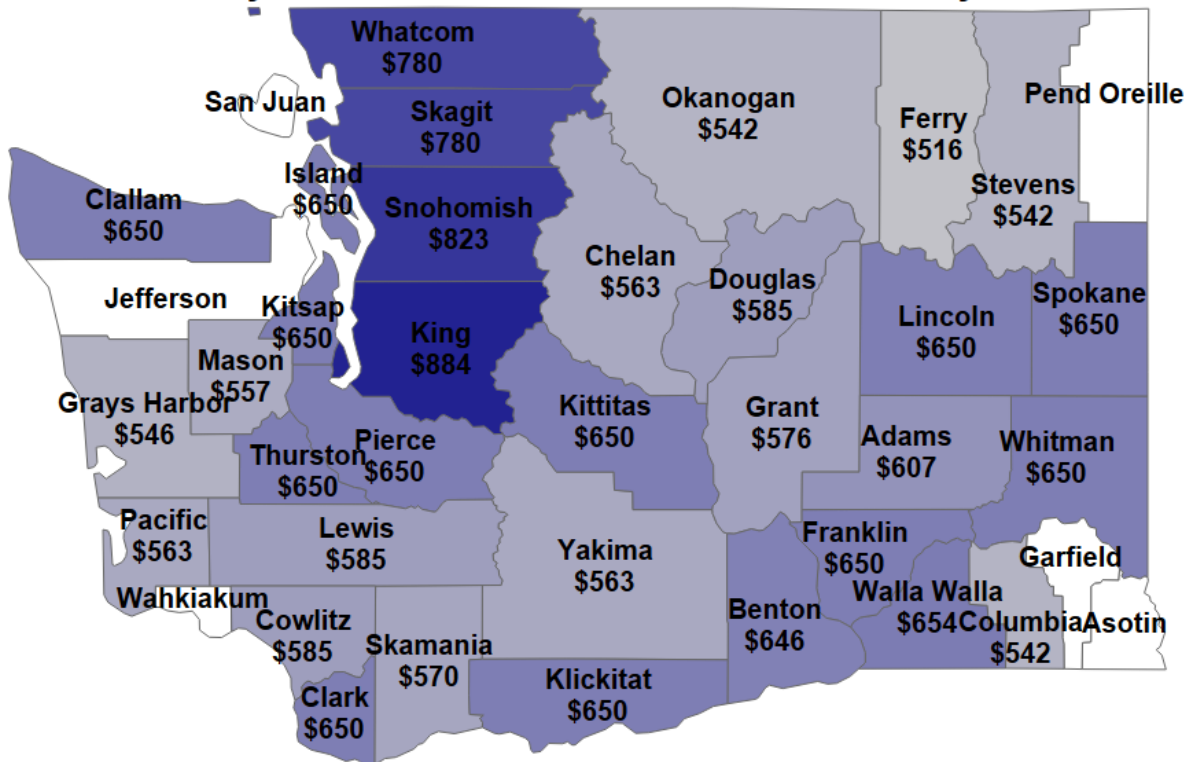 Whatcom
$780
San Juan
Skagit
$780
Okanogan
$542
Ferry
$516
Pend Oreille
Stevens
$542
Island
$650
Clallam
$650
Snohomish
$823
Chelan
$563
Douglas
$585
Jefferson
Kitsap
$650
King
$884
Lincoln
$650
Spokane
$650
Mason
$557
Grays Harbor
$546
Kittitas
$650
Grant
$576
Adams
$607
Whitman
$650
Thurston
$650
Pierce
$650
Pacific
$563
Lewis
$585
Yakima
$563
Franklin
$650
Garfield
Wahkiakum
Cowlitz
$585
Skamania
$570
Benton
$646
Walla Walla
$654
Columbia
$542
Asotin
Clark
$650
Klickitat
$650